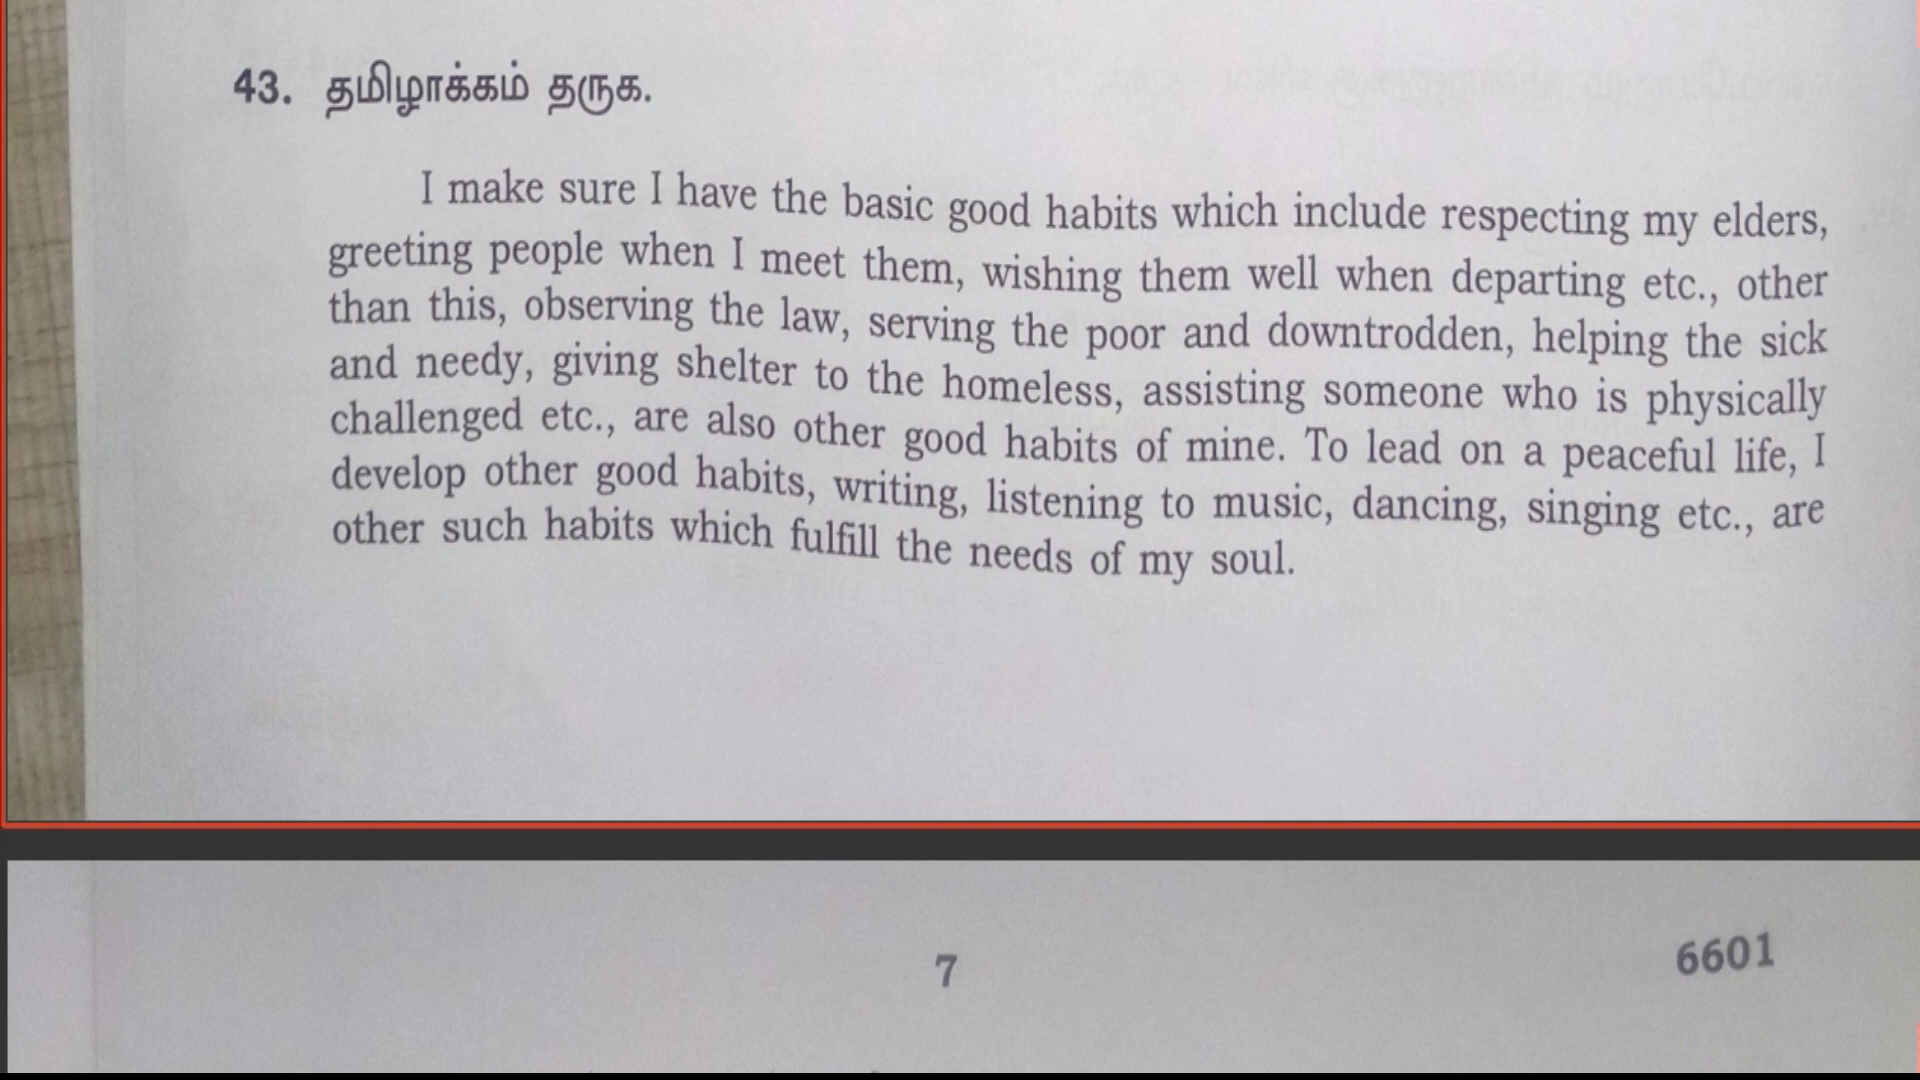 43. தமிழாக்கம் தருக.
I make sure I have the basic good habits which include respecting my elders,
greeting people when I meet them, wishing them well when departing etc., other
than this, observing the law, serving the poor and downtrodden, helping the sick
and needy, giving shelter to the homeless, assisting someone who is physically
challenged etc., are also other good habits of mine. To lead on a peaceful life, I
develop other good habits, writing, listening to music, dancing, singing etc., are
other such habits which fulfill the needs of my soul.
7
6601